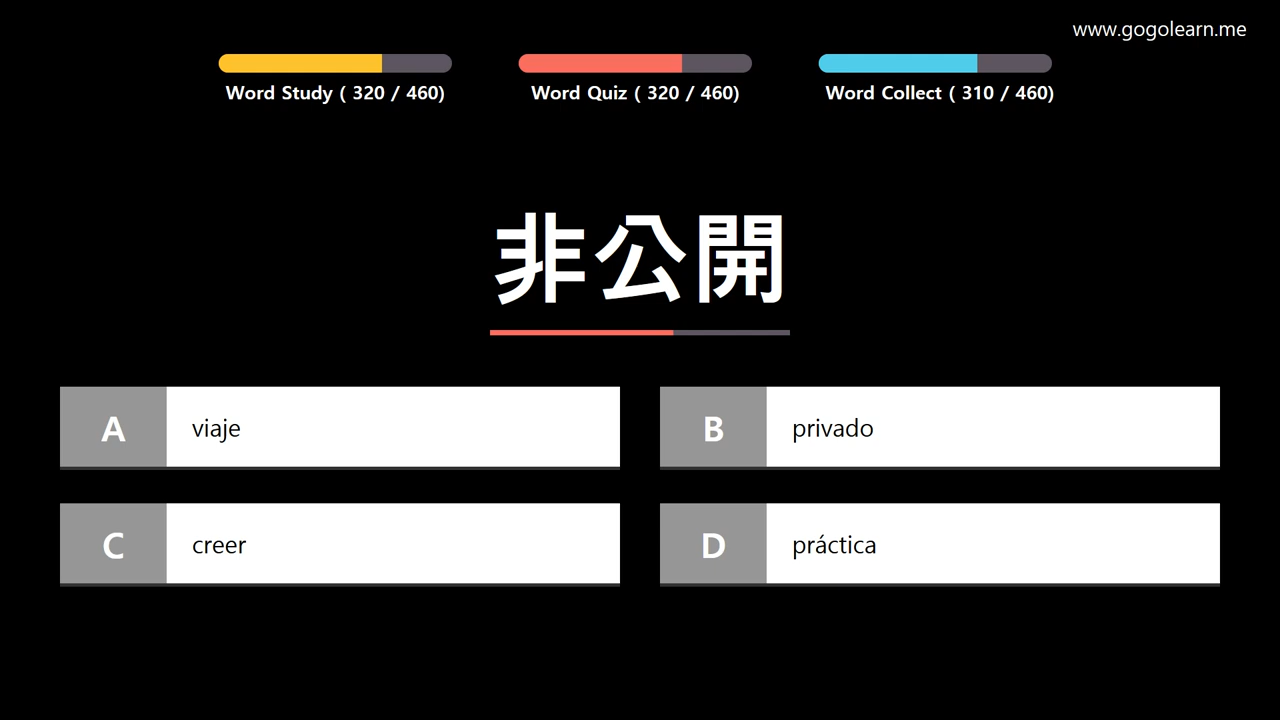 www.gogolearn.me
Word Study ( 320 / 460)
Word Quiz ( 320 / 460)
Word Collect ( 310 / 460)
非公開
A viaje
B privado
C creer
D práctica